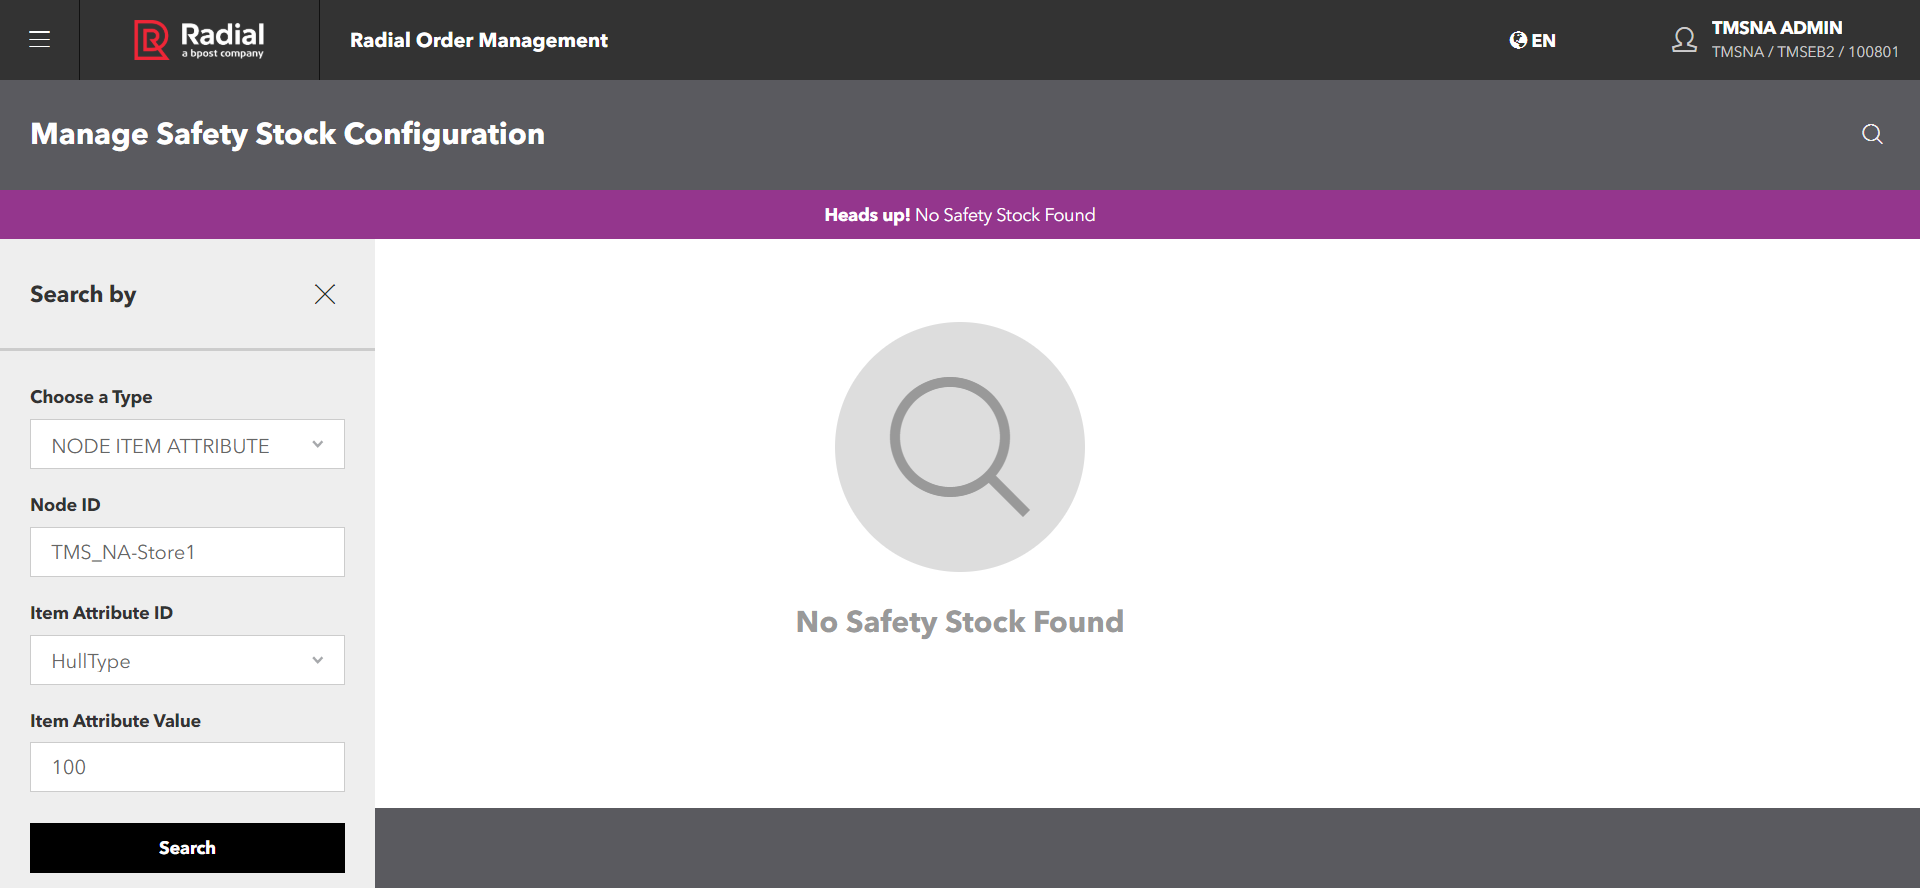 Radial
a bpost company
Radial Order Management
EN
TMSNA ADMIN
TMSNA / TMSEB2 / 100801
Manage Safety Stock Configuration
Heads up! No Safety Stock Found
Search by
Choose a Type
NODE ITEM ATTRIBUTE
Node ID
TMS_NA-Store1
Item Attribute ID
HullType
Item Attribute Value
100
Search
No Safety Stock Found